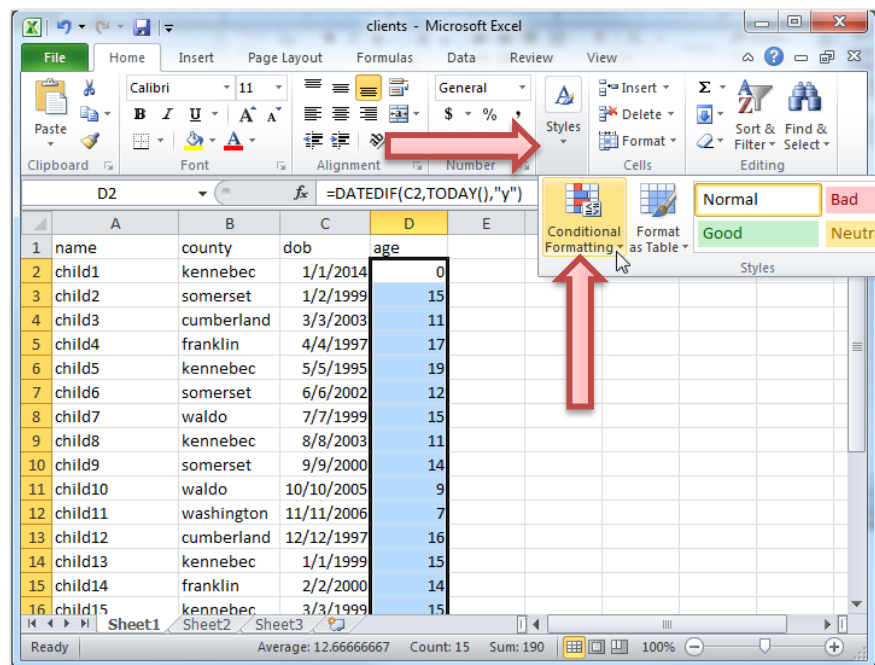 clients - Microsoft Excel
File Home Insert Page Layout Formulas Data Review View
Calibri 11 General Insert Σ
Paste B I U A A $ % , Styles Delete Sort & Find &
A Format Filter Select
Clipboard Font Alignment Number Cells Editing
D2 fx =DATEDIF(C2,TODAY(),"y")
Normal Bad
Conditional Format Good Neutr
Formatting as Table
Styles
A B C D E
1 name county dob age
2 child1 kennebec 1/1/2014 0
3 child2 somerset 1/2/1999 15
4 child3 cumberland 3/3/2003 11
5 child4 franklin 4/4/1997 17
6 child5 kennebec 5/5/1995 19
7 child6 somerset 6/6/2002 12
8 child7 waldo 7/7/1999 15
9 child8 kennebec 8/8/2003 11
10 child9 somerset 9/9/2000 14
11 child10 waldo 10/10/2005 9
12 child11 washington 11/11/2006 7
13 child12 cumberland 12/12/1997 16
14 child13 kennebec 1/1/1999 15
15 child14 franklin 2/2/2000 14
16 child15 kennebec 3/3/1999 15
Sheet1 Sheet2 Sheet3
Ready Average: 12.66666667 Count: 15 Sum: 190 100%